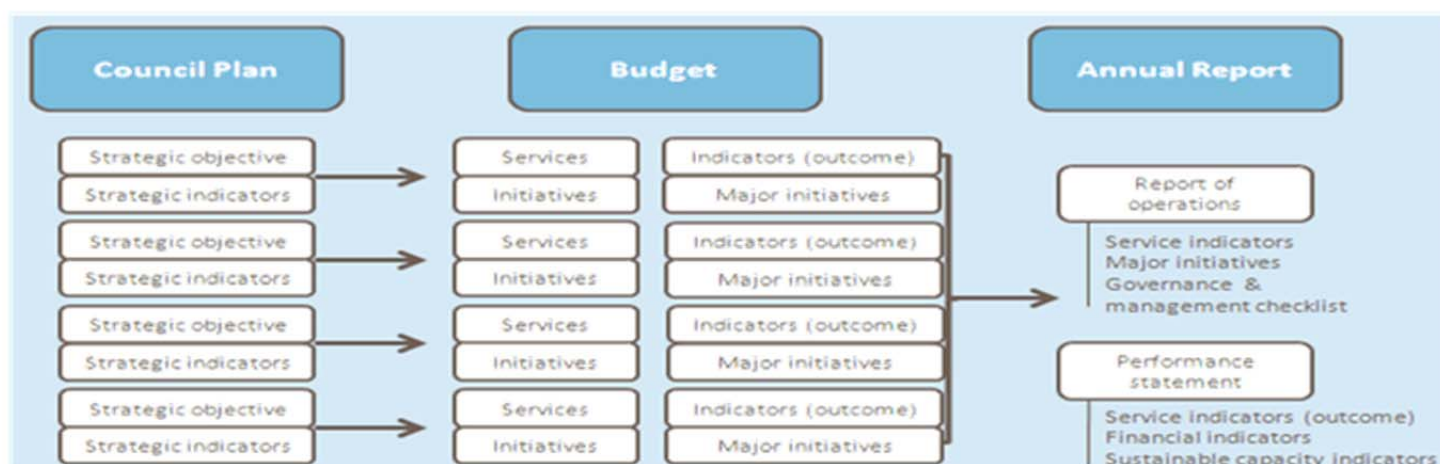 Council Plan
Budget
Annual Report
Strategic objective
Strategic indicators
Services
Initiatives
Indicators (outcome)
Major initiatives
Strategic objective
Strategic indicators
Services
Initiatives
Indicators (outcome)
Major initiatives
Strategic objective
Strategic indicators
Services
Initiatives
Indicators (outcome)
Major initiatives
Strategic objective
Strategic indicators
Services
Initiatives
Indicators (outcome)
Major initiatives
Report of
operations
Service indicators
Major initiatives
Governance &
management checklist
Performance
statement
Service indicators (outcome)
Financial indicators
Sustainable capacity indicators